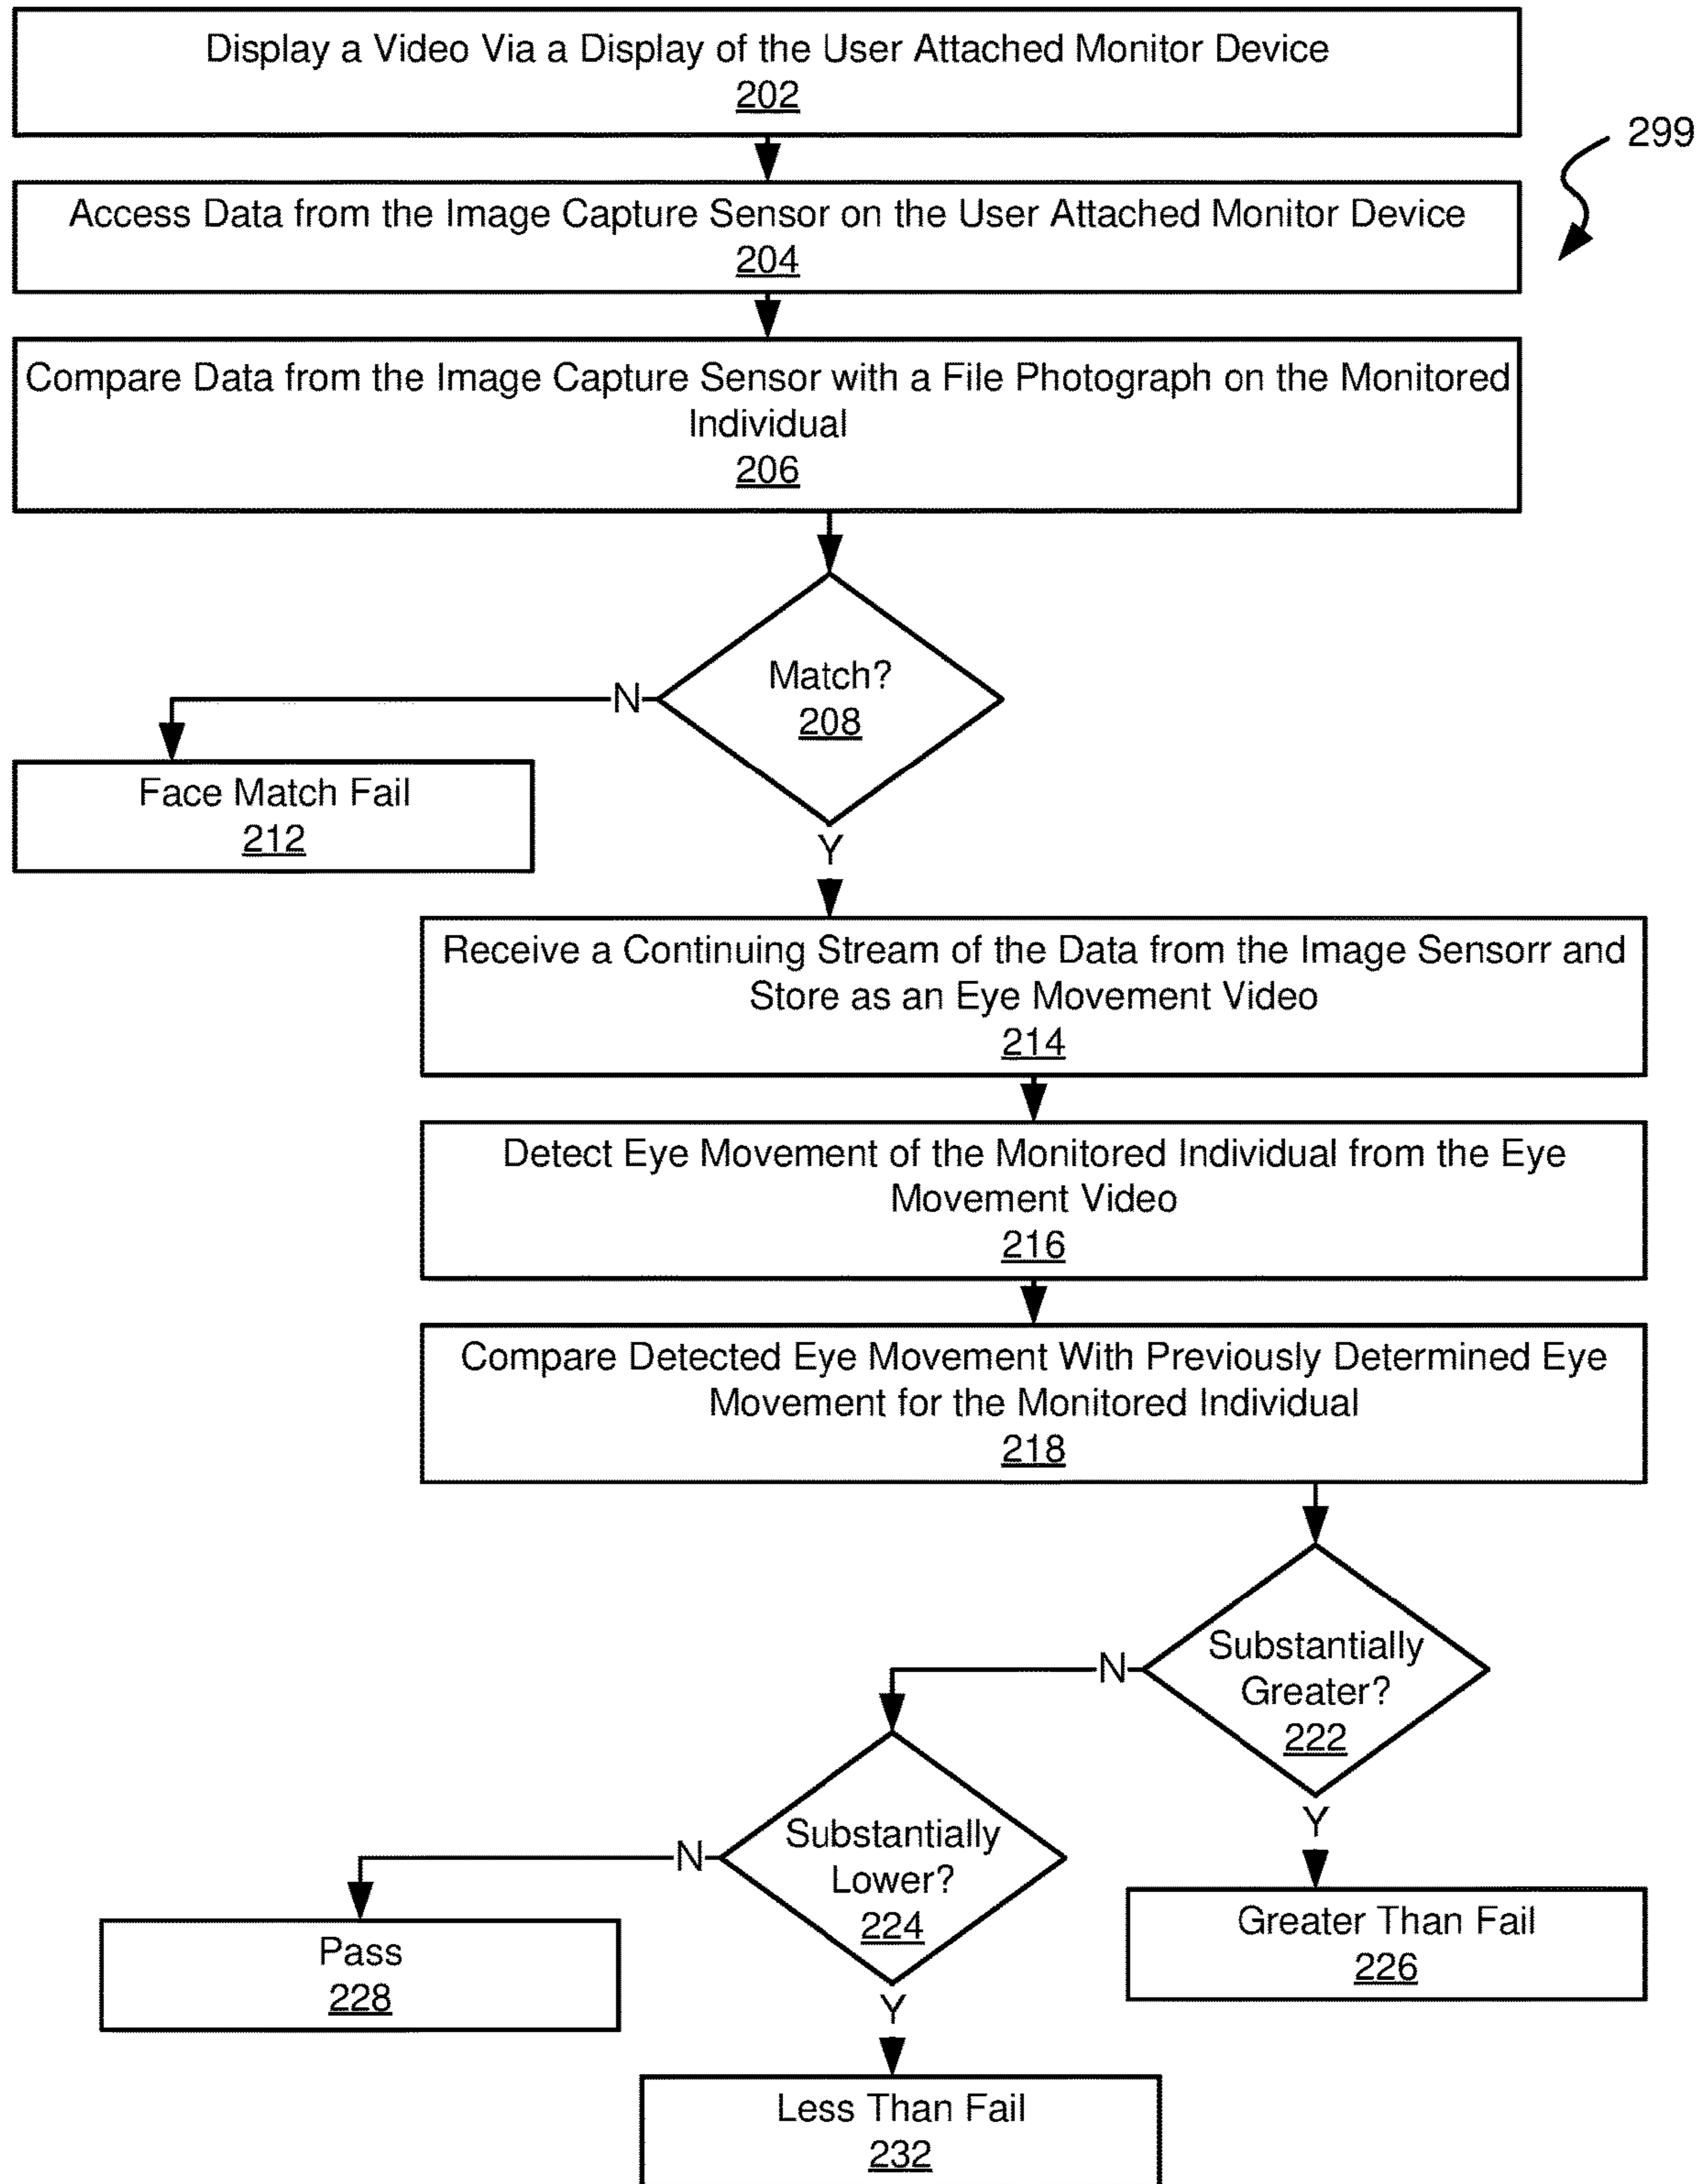 Display a Video Via a Display of the User Attached Monitor Device
202
299
Access Data from the Image Capture Sensor on the User Attached Monitor Device
204
Compare Data from the Image Capture Sensor with a File Photograph on the Monitored
Individual
206
Match?
208
N
Face Match Fail
212
Y
Receive a Continuing Stream of the Data from the Image Sensorr and
Store as an Eye Movement Video
214
Detect Eye Movement of the Monitored Individual from the Eye
Movement Video
216
Compare Detected Eye Movement With Previously Determined Eye
Movement for the Monitored Individual
218
Substantially
Greater?
222
N
Y
Substantially
Lower?
224
N
Greater Than Fail
226
Pass
228
Y
Less Than Fail
232